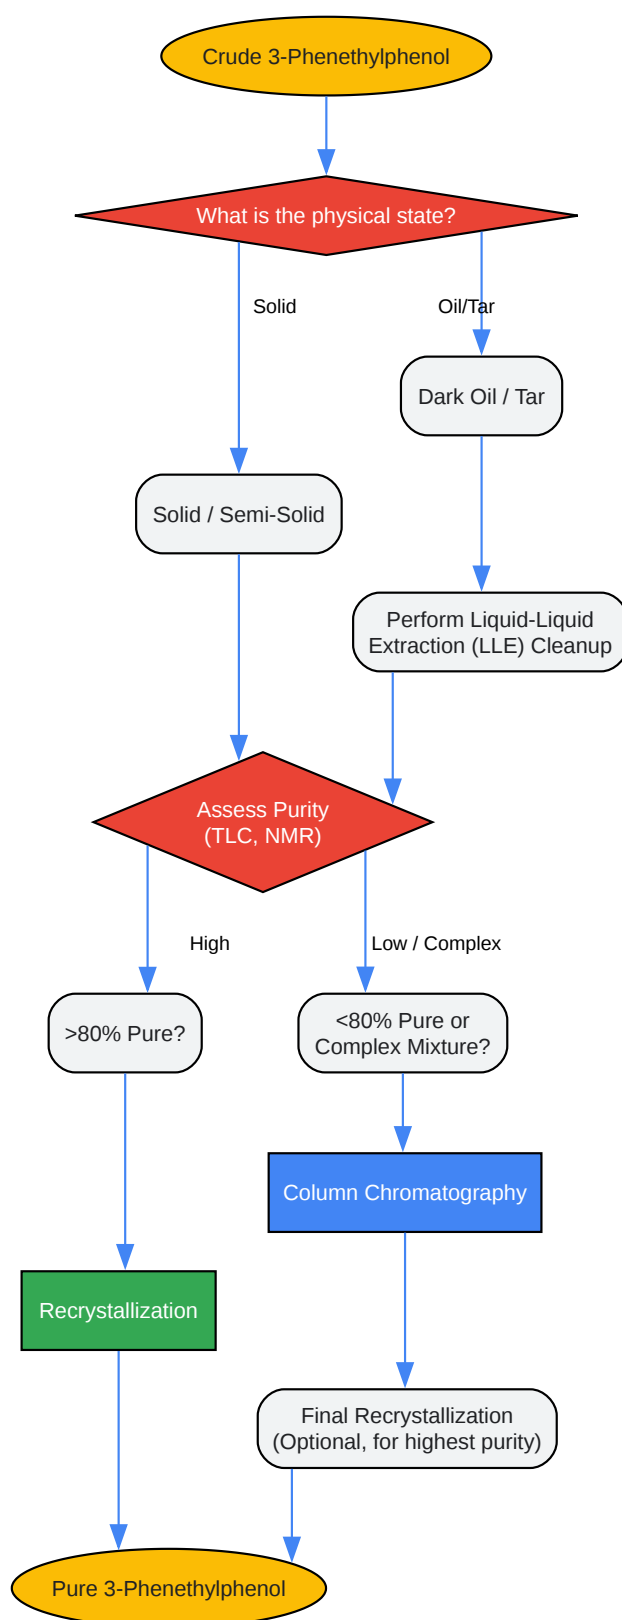 Crude 3-Phenethylphenol
What is the physical state?
Solid
Oil/Tar
Dark Oil / Tar
Solid / Semi-Solid
Perform Liquid-Liquid
Extraction (LLE) Cleanup
Assess Purity
(TLC, NMR)
High
Low / Complex
>80% Pure?
<80% Pure or
Complex Mixture?
Column Chromatography
Recrystallization
Final Recrystallization
(Optional, for highest purity)
Pure 3-Phenethylphenol